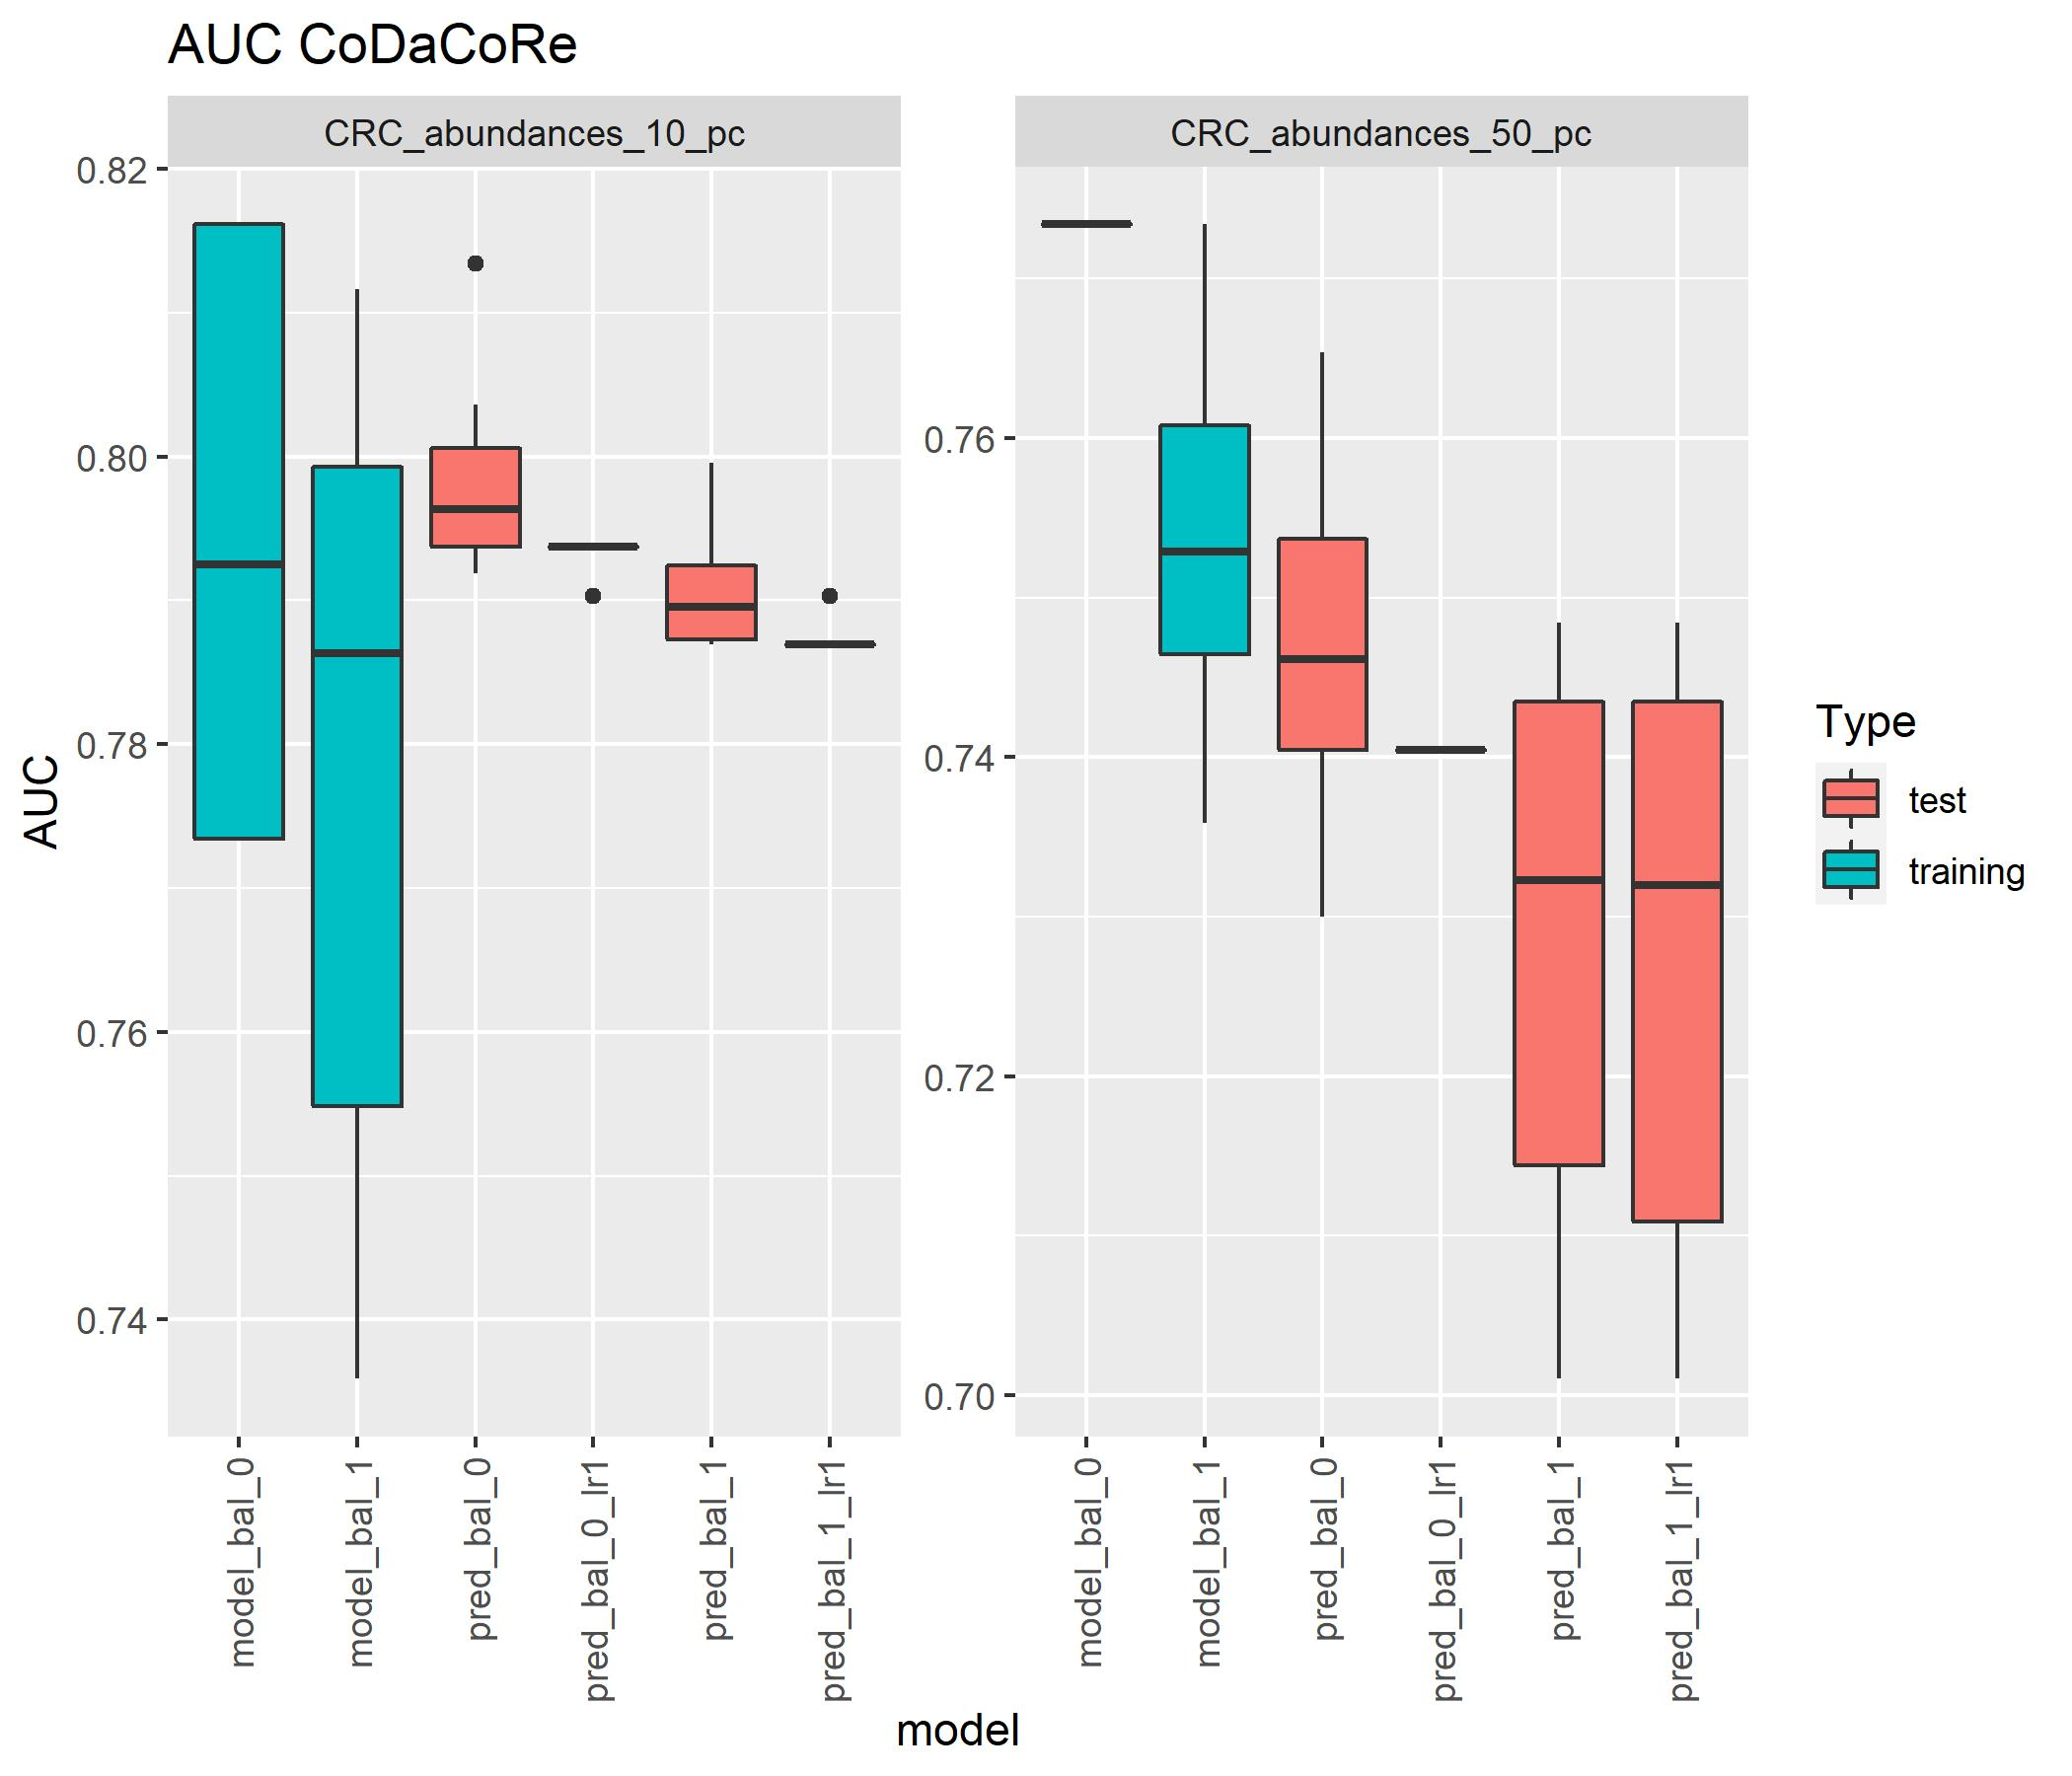 AUC CoDaCoRe
CRC_abundances_10_pc
CRC_abundances_50_pc
AUC
0.82
0.80
0.78
0.76
0.74
0.76
0.74
0.72
0.70
model_bal_0
model_bal_1
pred_bal_0
pred_bal_0_lr1
pred_bal_1
pred_bal_1_lr1
model_bal_0
model_bal_1
pred_bal_0
pred_bal_0_lr1
pred_bal_1
pred_bal_1_lr1
model
Type
test
training